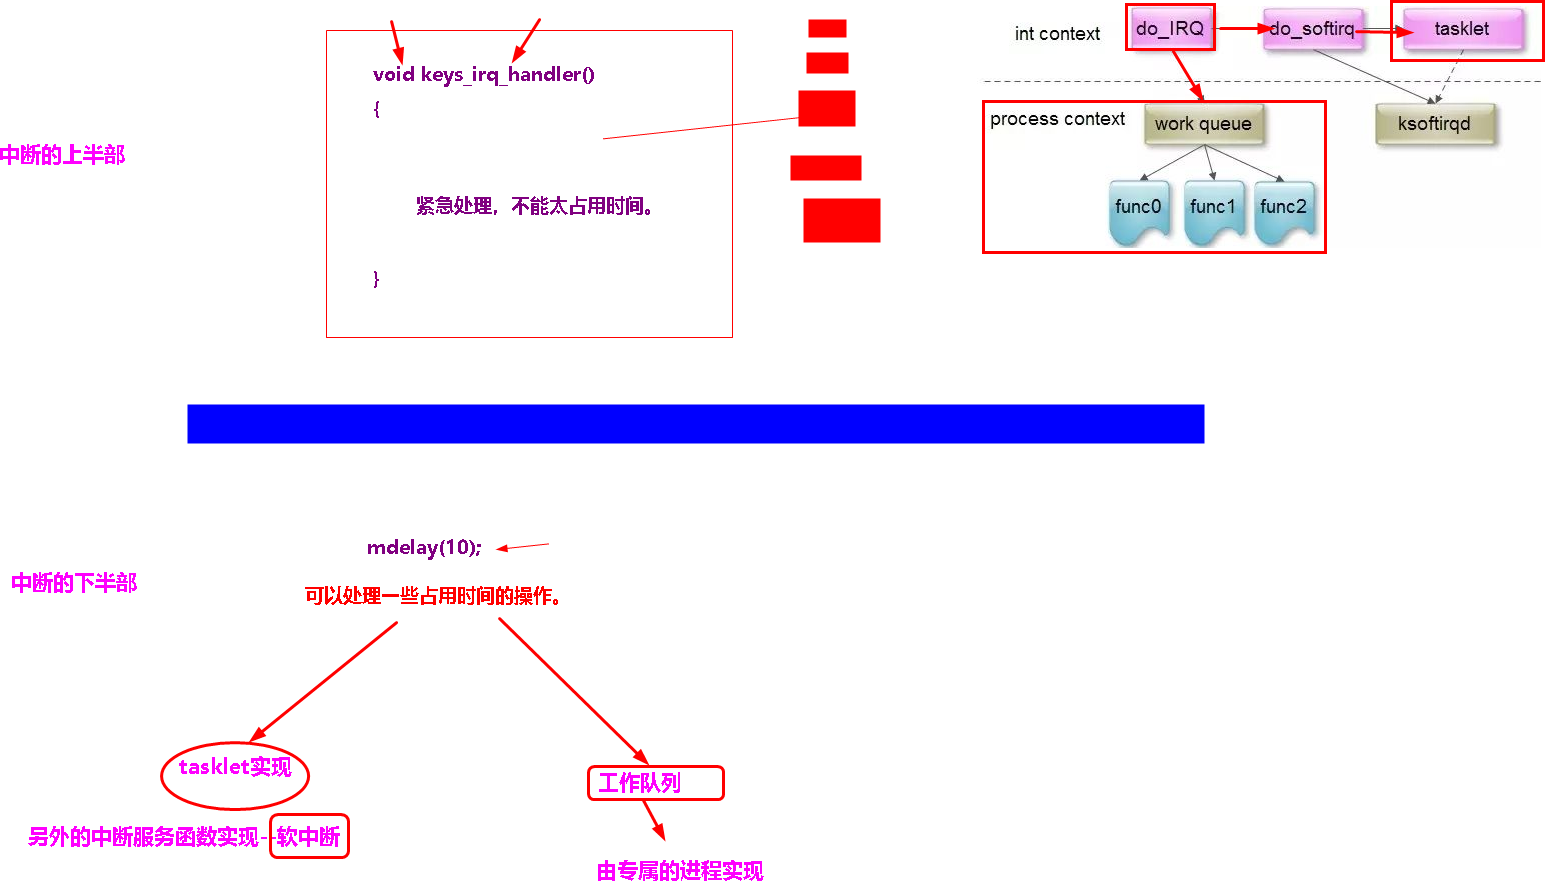 void keys_irq_handler()
{
中断的上半部
紧急处理，不能太占用时间。
}
int context
do_IRQ
do_softirq
tasklet
process context
work queue
ksoftirqd
func0
func1
func2
mdelay(10);
中断的下半部
可以处理一些占用时间的操作。
tasklet实现
工作队列
另外的中断服务函数实现--软中断
由专属的进程实现